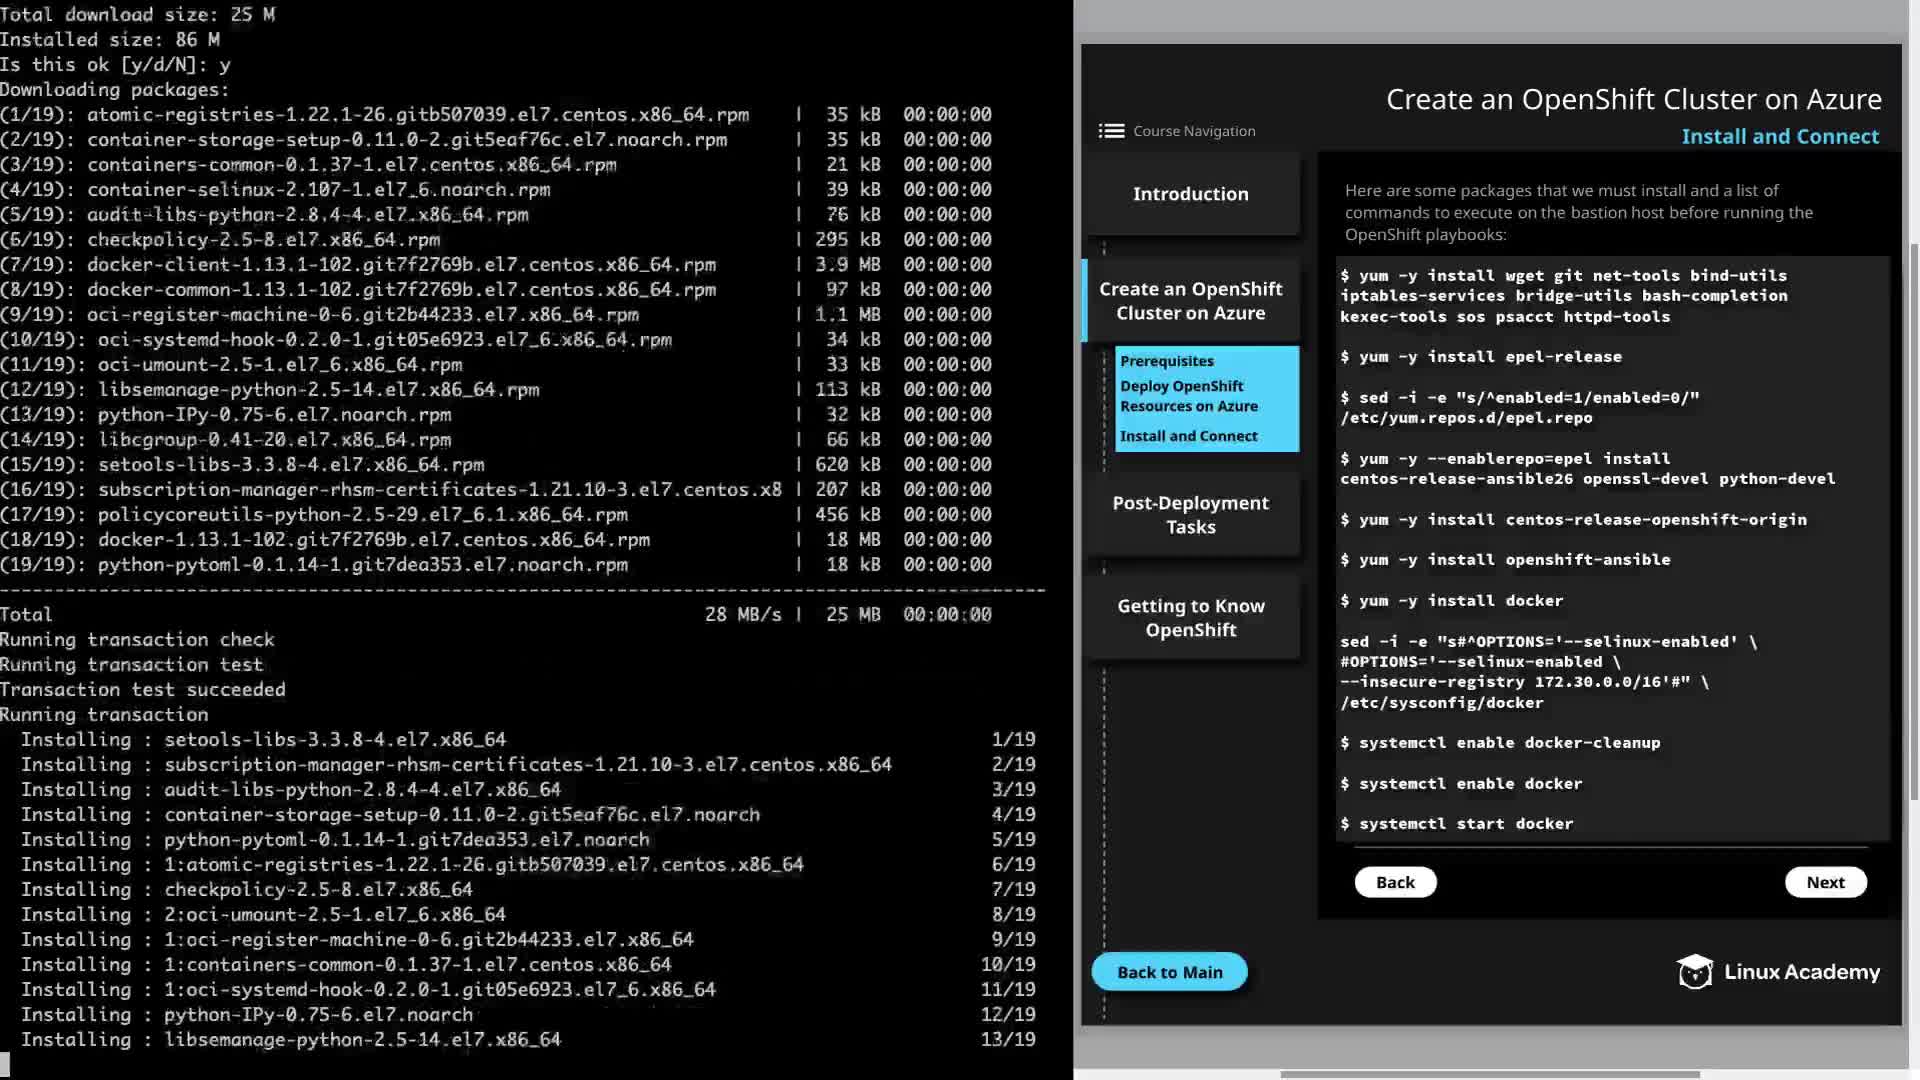 Total download size: 25 M
Installed size: 86 M
Is this ok [y/d/N]: y
Downloading packages:
(1/19): atomic-registries-1.22.1-26.gitb507039.el7.centos.x86_64.rpm | 35 kB 00:00:00
(2/19): container-storage-setup-0.11.0-2.git5eaf76c.el7.noarch.rpm | 35 kB 00:00:00
(3/19): containers-common-0.1.37-1.el7.centos.x86_64.rpm | 21 kB 00:00:00
(4/19): container-selinux-2.107-1.el7_6.noarch.rpm | 39 kB 00:00:00
(5/19): audit-libs-python-2.8.4-4.el7.x86_64.rpm | 76 kB 00:00:00
(6/19): checkpolicy-2.5-8.el7.x86_64.rpm | 295 kB 00:00:00
(7/19): docker-client-1.13.1-102.git7f2769b.el7.centos.x86_64.rpm | 3.9 MB 00:00:00
(8/19): docker-common-1.13.1-102.git7f2769b.el7.centos.x86_64.rpm | 97 kB 00:00:00
(9/19): oci-register-machine-0-6.git2b44233.el7.x86_64.rpm | 1.1 MB 00:00:00
(10/19): oci-systemd-hook-0.2.0-1.git05e6923.el7_6.x86_64.rpm | 34 kB 00:00:00
(11/19): oci-umount-2.5-1.el7_6.x86_64.rpm | 33 kB 00:00:00
(12/19): libsemanage-python-2.5-14.el7.x86_64.rpm | 113 kB 00:00:00
(13/19): python-IPy-0.75-6.el7.noarch.rpm | 32 kB 00:00:00
(14/19): libcgroup-0.41-20.el7.x86_64.rpm | 66 kB 00:00:00
(15/19): setools-libs-3.3.8-4.el7.x86_64.rpm | 620 kB 00:00:00
(16/19): subscription-manager-rhsm-certificates-1.21.10-3.el7.centos.x8 | 207 kB 00:00:00
(17/19): policycoreutils-python-2.5-29.el7_6.1.x86_64.rpm | 456 kB 00:00:00
(18/19): docker-1.13.1-102.git7f2769b.el7.centos.x86_64.rpm | 18 MB 00:00:00
(19/19): python-pytoml-0.1.14-1.git7dea353.el7.noarch.rpm | 18 kB 00:00:00
-----------------------------------------------------------------------------------------------
Total 28 MB/s | 25 MB 00:00:00
Running transaction check
Running transaction test
Transaction test succeeded
Running transaction
Installing : setools-libs-3.3.8-4.el7.x86_64 1/19
Installing : subscription-manager-rhsm-certificates-1.21.10-3.el7.centos.x86_64 2/19
Installing : audit-libs-python-2.8.4-4.el7.x86_64 3/19
Installing : container-storage-setup-0.11.0-2.git5eaf76c.el7.noarch 4/19
Installing : python-pytoml-0.1.14-1.git7dea353.el7.noarch 5/19
Installing : 1:atomic-registries-1.22.1-26.gitb507039.el7.centos.x86_64 6/19
Installing : checkpolicy-2.5-8.el7.x86_64 7/19
Installing : 2:oci-umount-2.5-1.el7_6.x86_64 8/19
Installing : 1:oci-register-machine-0-6.git2b44233.el7.x86_64 9/19
Installing : 1:containers-common-0.1.37-1.el7.centos.x86_64 10/19
Installing : 1:oci-systemd-hook-0.2.0-1.git05e6923.el7_6.x86_64 11/19
Installing : python-IPy-0.75-6.el7.noarch 12/19
Installing : libsemanage-python-2.5-14.el7.x86_64 13/19
Create an OpenShift Cluster on Azure
Install and Connect
Course Navigation
Introduction
Create an OpenShift
Cluster on Azure
Prerequisites
Deploy OpenShift
Resources on Azure
Install and Connect
Post-Deployment
Tasks
Getting to Know
OpenShift
Back to Main
Here are some packages that we must install and a list of
commands to execute on the bastion host before running the
OpenShift playbooks:
$ yum -y install wget git net-tools bind-utils
iptables-services bridge-utils bash-completion
kexec-tools sos psacct httpd-tools
$ yum -y install epel-release
$ sed -i -e "s/^enabled=1/enabled=0/"
/etc/yum.repos.d/epel.repo
$ yum -y --enablerepo=epel install
centos-release-ansible26 openssl-devel python-devel
$ yum -y install centos-release-openshift-origin
$ yum -y install openshift-ansible
$ yum -y install docker
sed -i -e "s#^OPTIONS='--selinux-enabled' \
#OPTIONS='--selinux-enabled \
--insecure-registry 172.30.0.0/16'#" \
/etc/sysconfig/docker
$ systemctl enable docker-cleanup
$ systemctl enable docker
$ systemctl start docker
Back
Next
Linux Academy